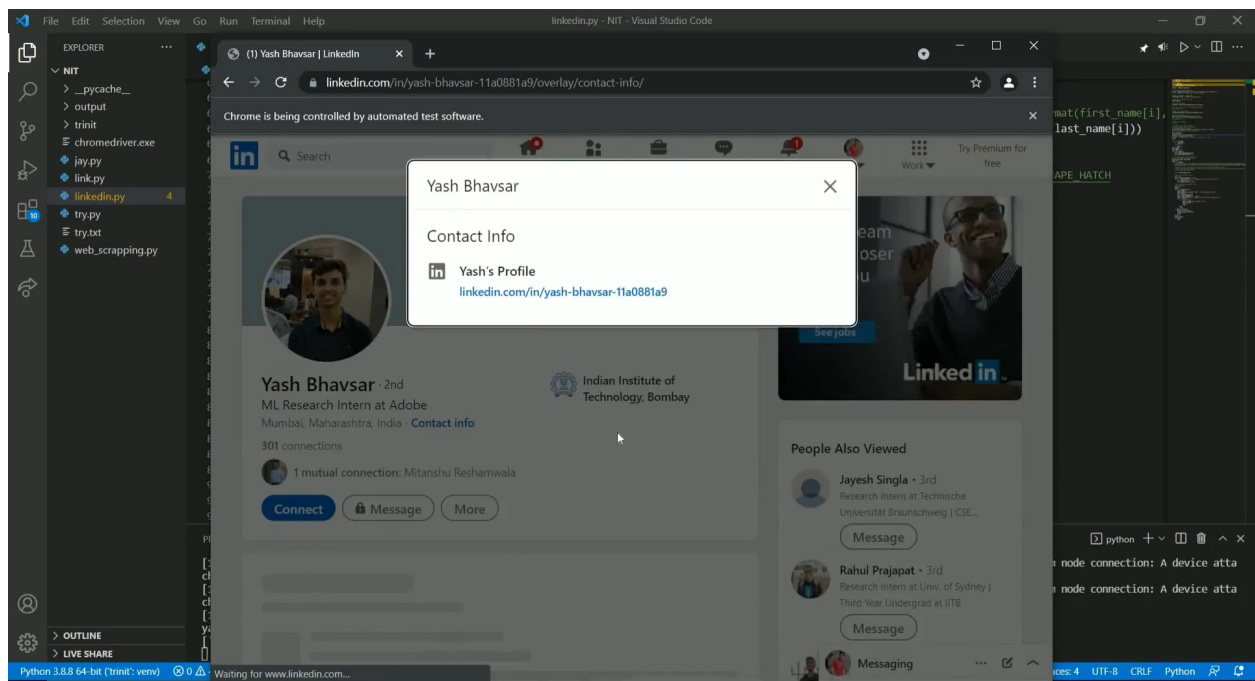 File Edit Selection View Go Run Terminal Help
linkedin.py - NIT - Visual Studio Code
EXPLORER
NIT
__pycache__
output
trinit
chromedriver.exe
jay.py
link.py
linkedin.py 4
try.py
try.txt
web_scrapping.py
OUTLINE
LIVE SHARE
10
(1) Yash Bhavsar | LinkedIn
linkedin.com/in/yash-bhavsar-11a0881a9/overlay/contact-info/
Chrome is being controlled by automated test software.
in
Search
Work
Try Premium for
free
Yash Bhavsar
Contact Info
in Yash's Profile
linkedin.com/in/yash-bhavsar-11a0881a9
See jobs
Linked in
Yash Bhavsar · 2nd
ML Research Intern at Adobe
Mumbai, Maharashtra, India · Contact info
301 connections
1 mutual connection: Mitanshu Reshamwala
Connect
Message
More
Indian Institute of
Technology, Bombay
People Also Viewed
Jayesh Singla • 3rd
Research Intern at Technische
Universität Braunschweig | CSE...
Message
Rahul Prajapat • 3rd
Research Intern at Univ. of Sydney |
Third Year Undergrad at IITB
Message
Messaging
Waiting for www.linkedin.com...
mat(first_name[i],
last_name[i]))
APE_HATCH
python
node connection: A device atta
node connection: A device atta
Python 3.8.8 64-bit ('trinit': venv)
0
aces: 4 UTF-8 CRLF Python